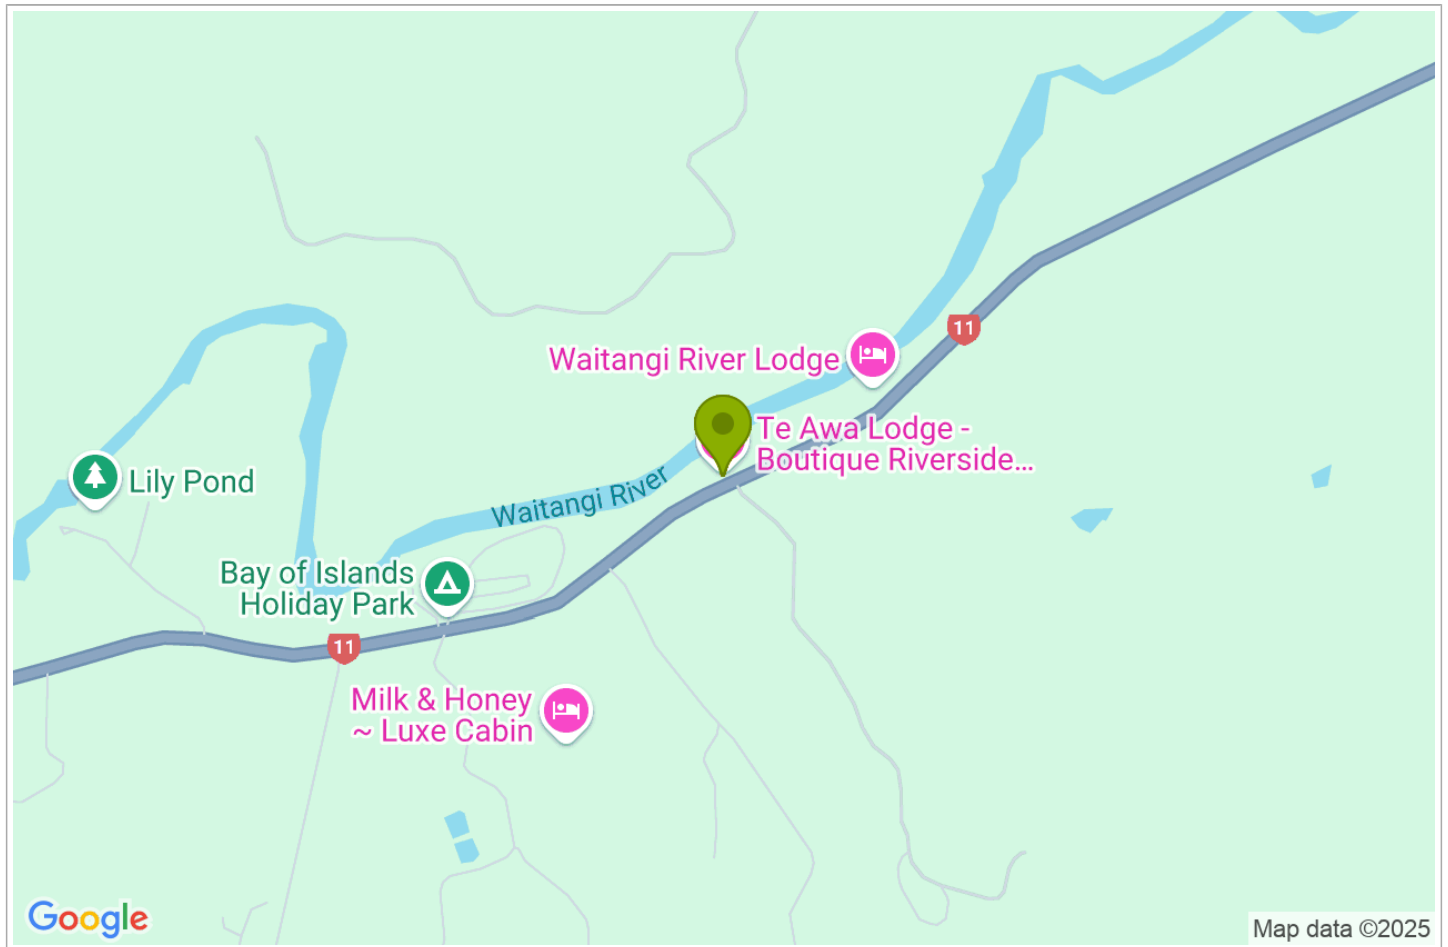 11
Waitangi River Lodge
Te Awa Lodge -
Boutique Riverside...
Lily Pond
Waitangi River
Bay of Islands
Holiday Park
11
Milk & Honey
~ Luxe Cabin
Google
Map data ©2025